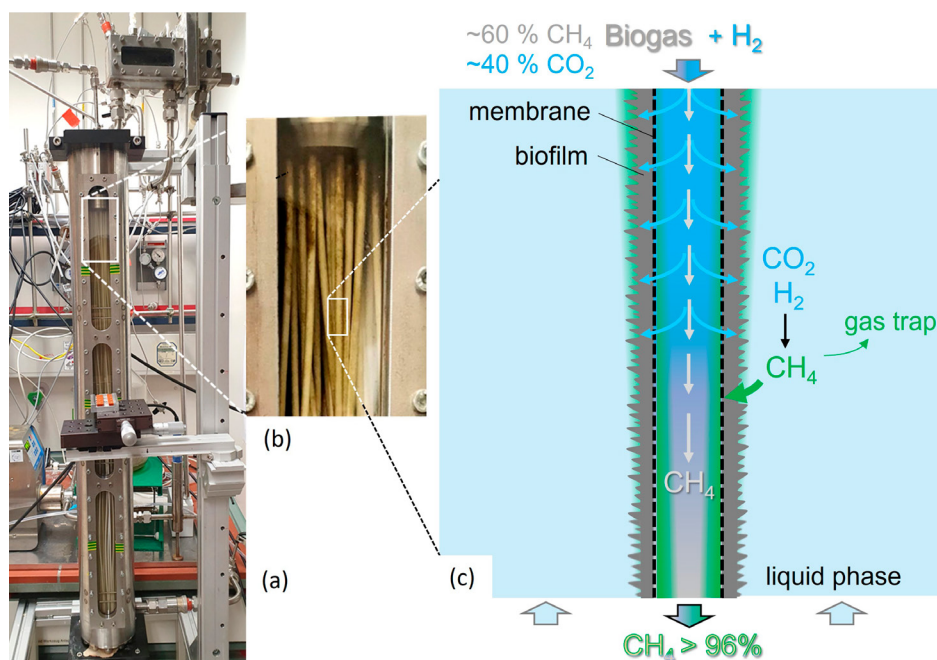 ~60 % CH₄ Biogas + H₂
~40 % CO₂
membrane
biofilm
CO₂
H₂
gas trap
CH₄
CH₄
liquid phase
CH₄ > 96%
(a)
(b)
(c)